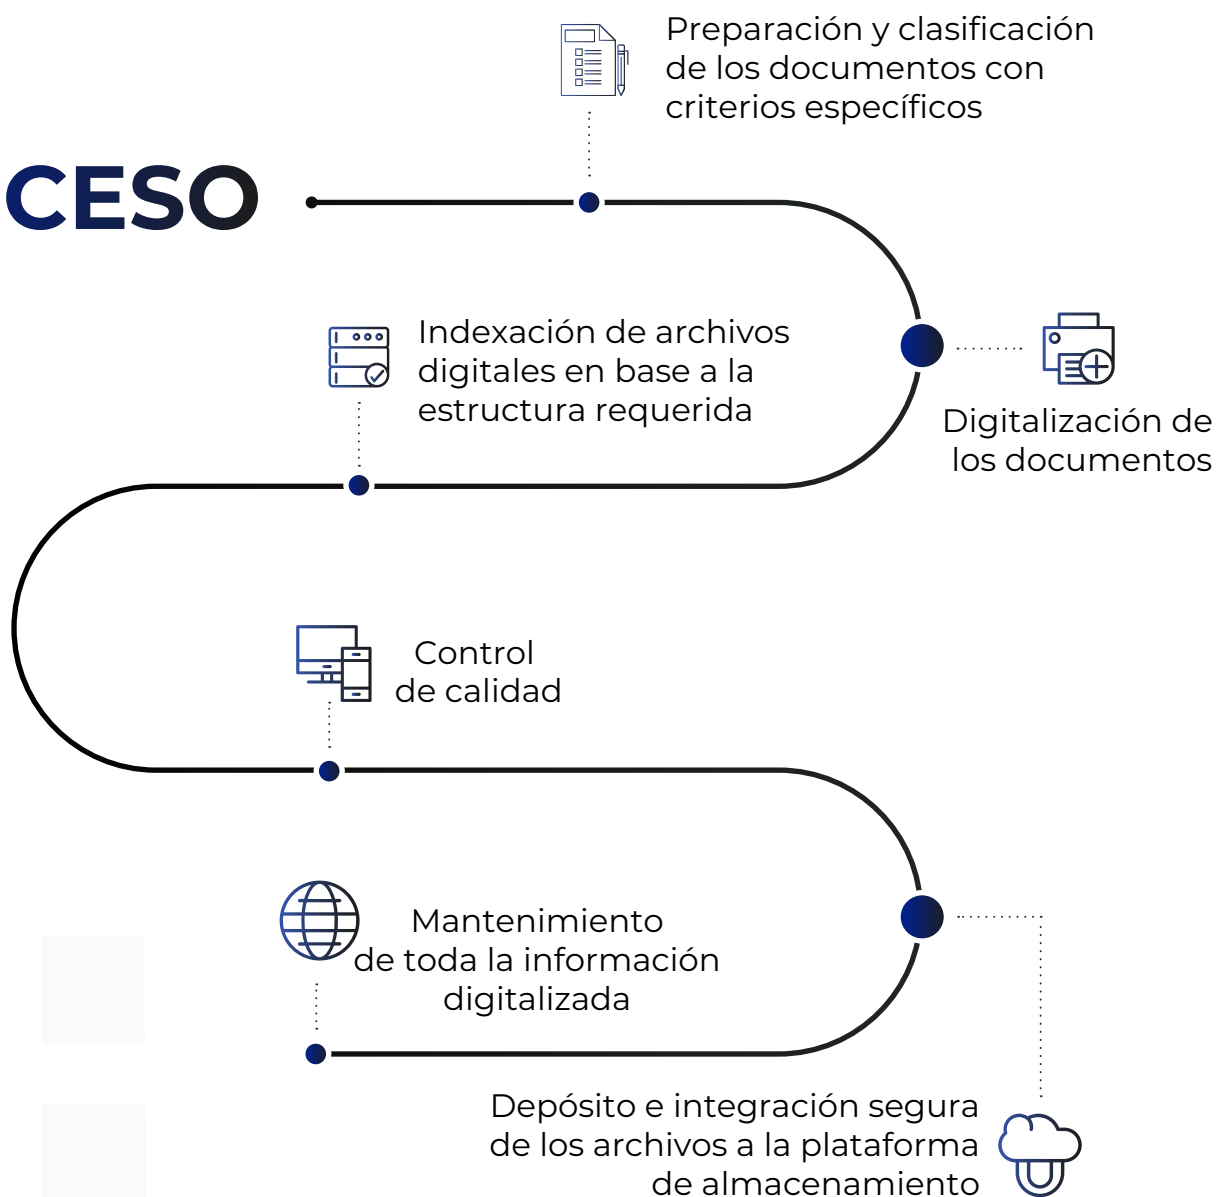 Preparación y clasificación
de los documentos con
criterios específicos
CESO
Indexación de archivos
digitales en base a la
estructura requerida
Digitalización de
los documentos
Control
de calidad
Mantenimiento
de toda la información
digitalizada
Depósito e integración segura
de los archivos a la plataforma
de almacenamiento